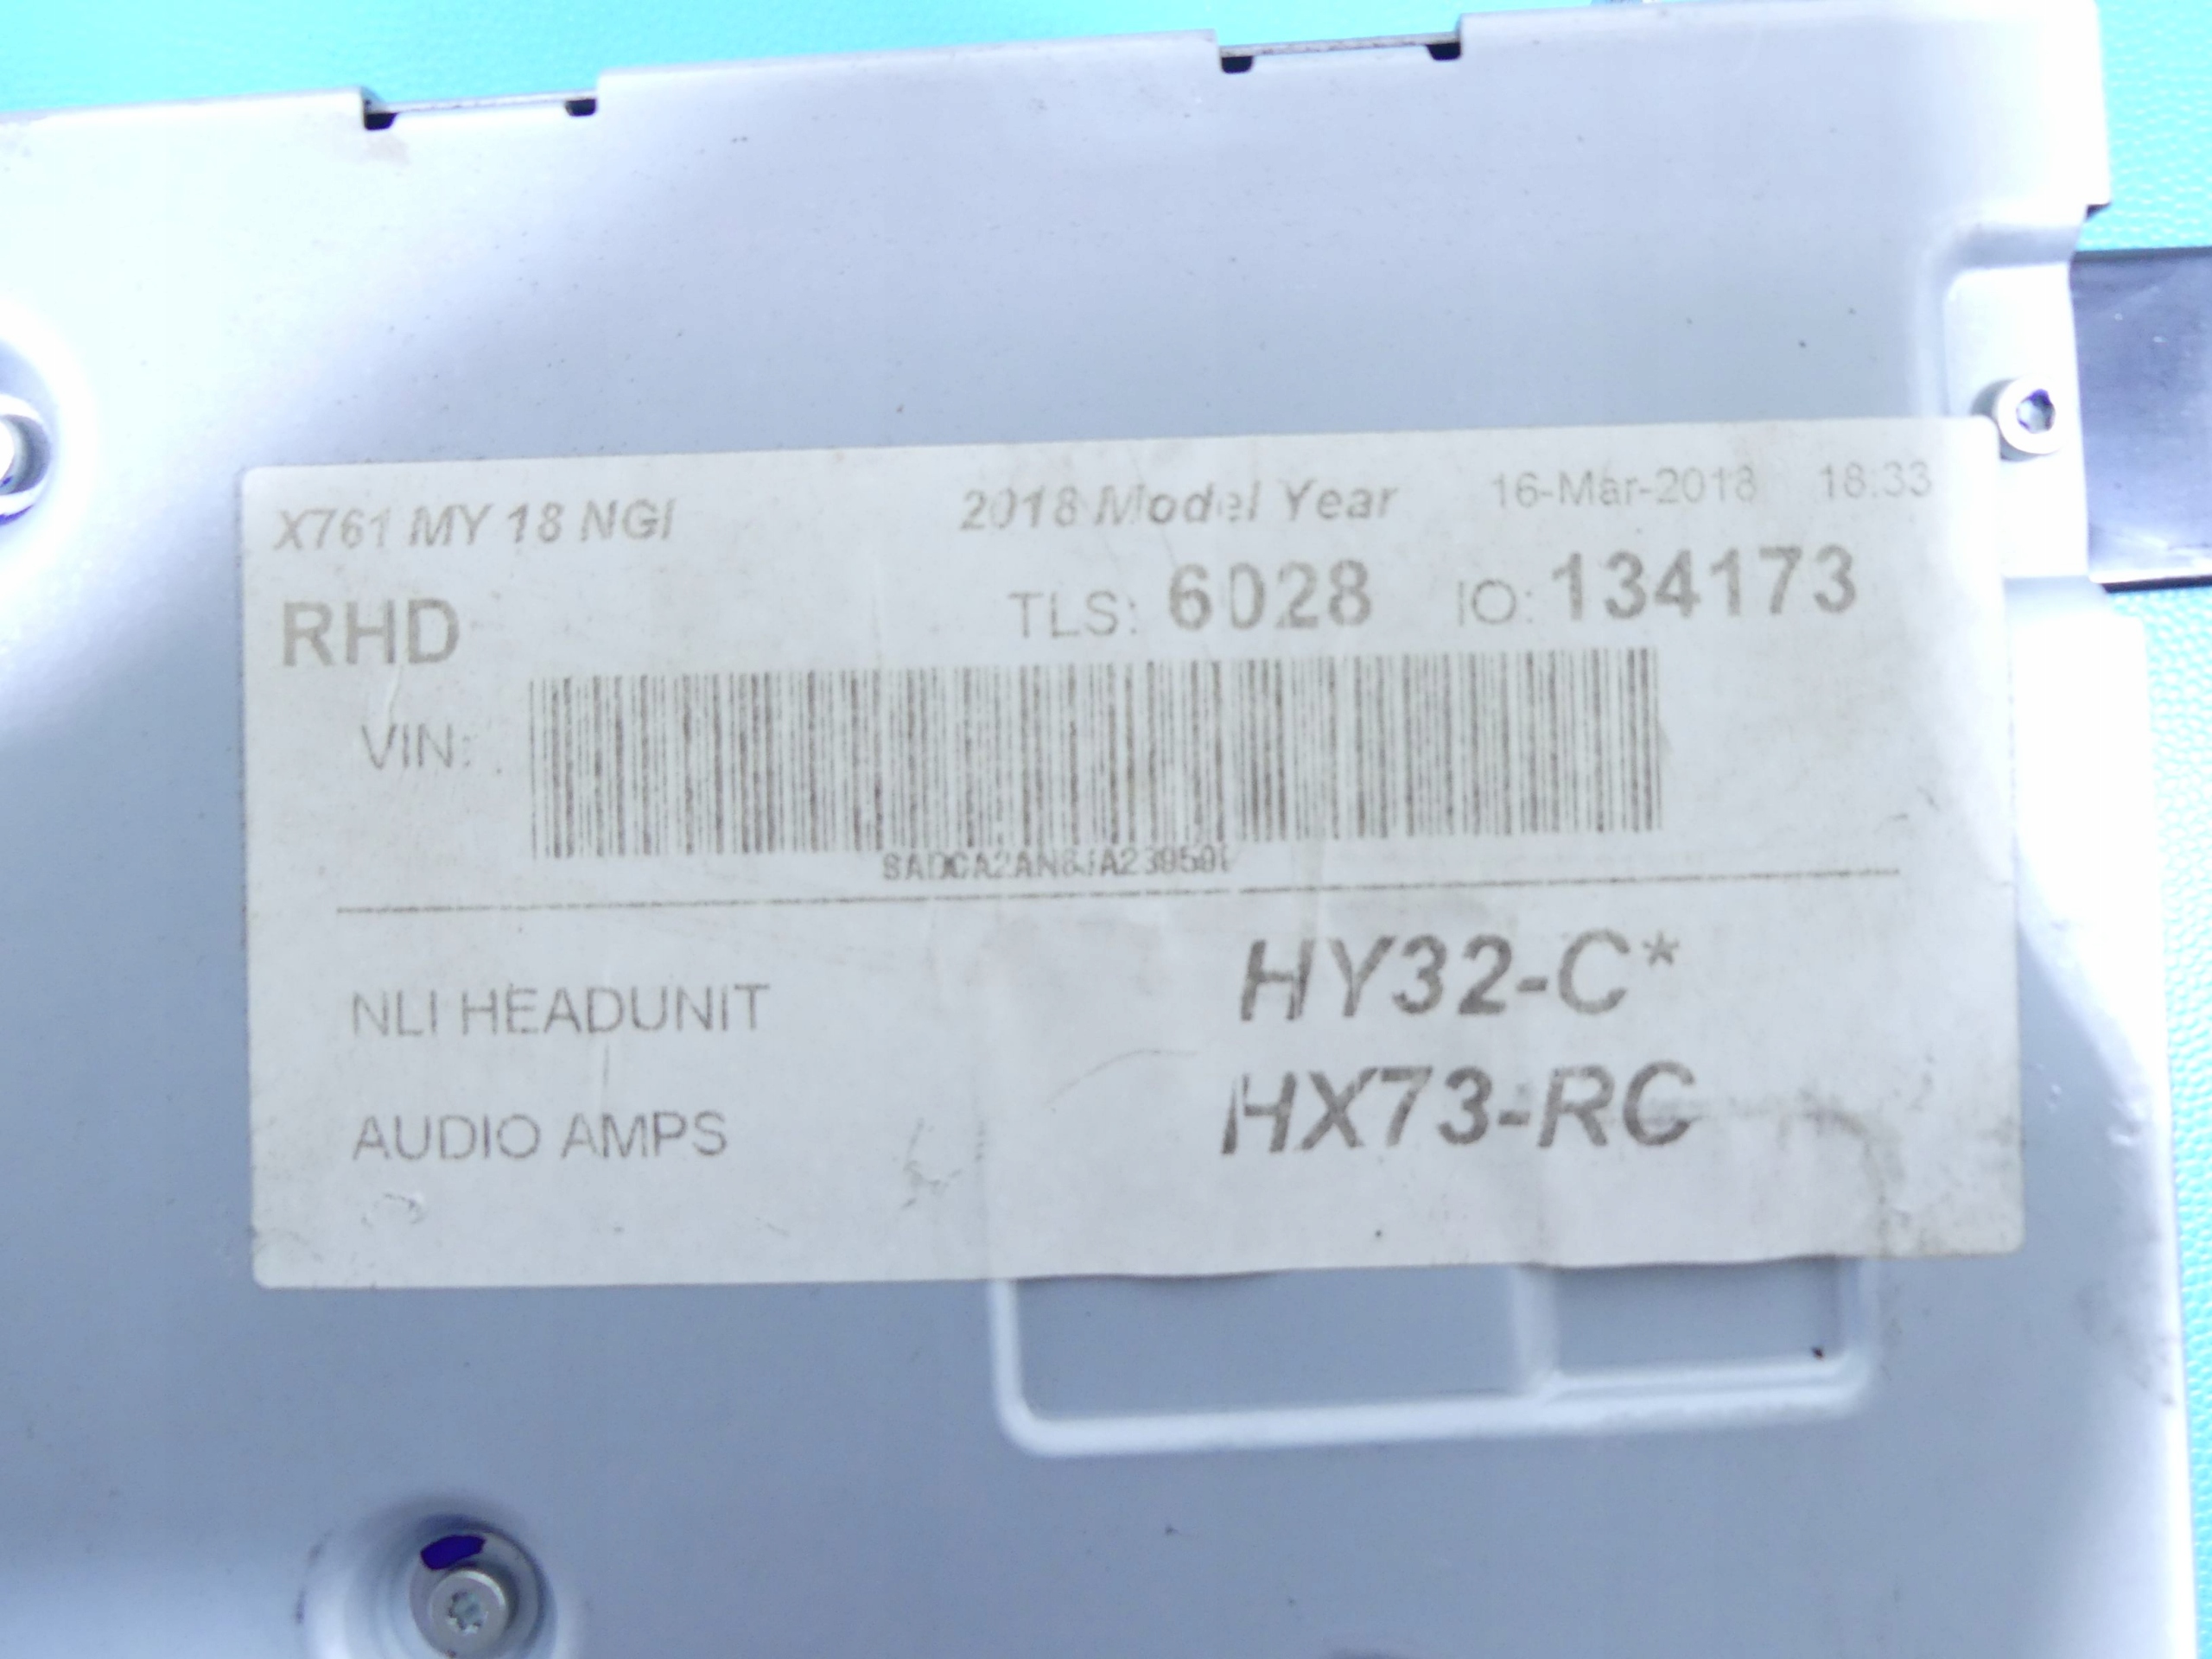 X761 MY 18 NGI 2018 Model Year 16-Mar-2018 18:33
RHD TLS: 6028 IO: 134173
VIN:
NLI HEADUNIT HY32-C*
AUDIO AMPS HX73-RC